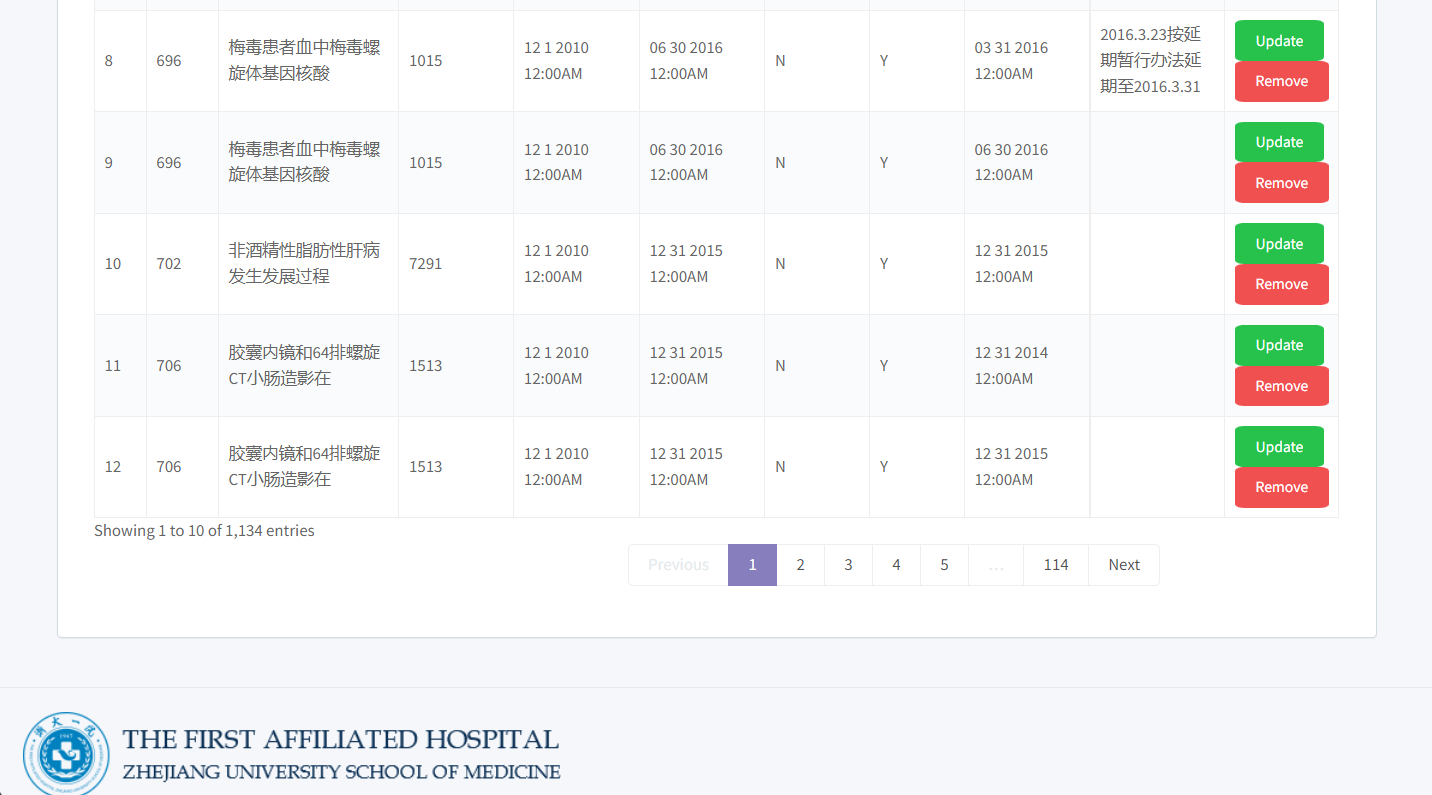 8 696 梅毒患者血中梅毒螺旋体基因核酸 1015 12 1 2010 12:00AM 06 30 2016 12:00AM N Y 03 31 2016 12:00AM 2016.3.23按延期暂行办法延期至2016.3.31 Update Remove
9 696 梅毒患者血中梅毒螺旋体基因核酸 1015 12 1 2010 12:00AM 06 30 2016 12:00AM N Y 06 30 2016 12:00AM Update Remove
10 702 非酒精性脂肪性肝病发生发展过程 7291 12 1 2010 12:00AM 12 31 2015 12:00AM N Y 12 31 2015 12:00AM Update Remove
11 706 胶囊内镜和64排螺旋CT小肠造影在 1513 12 1 2010 12:00AM 12 31 2015 12:00AM N Y 12 31 2014 12:00AM Update Remove
12 706 胶囊内镜和64排螺旋CT小肠造影在 1513 12 1 2010 12:00AM 12 31 2015 12:00AM N Y 12 31 2015 12:00AM Update Remove
Showing 1 to 10 of 1,134 entries
Previous 1 2 3 4 5 … 114 Next
浙大一院
1947
THE FIRST AFFILIATED HOSPITAL
ZHEJIANG UNIVERSITY SCHOOL OF MEDICINE